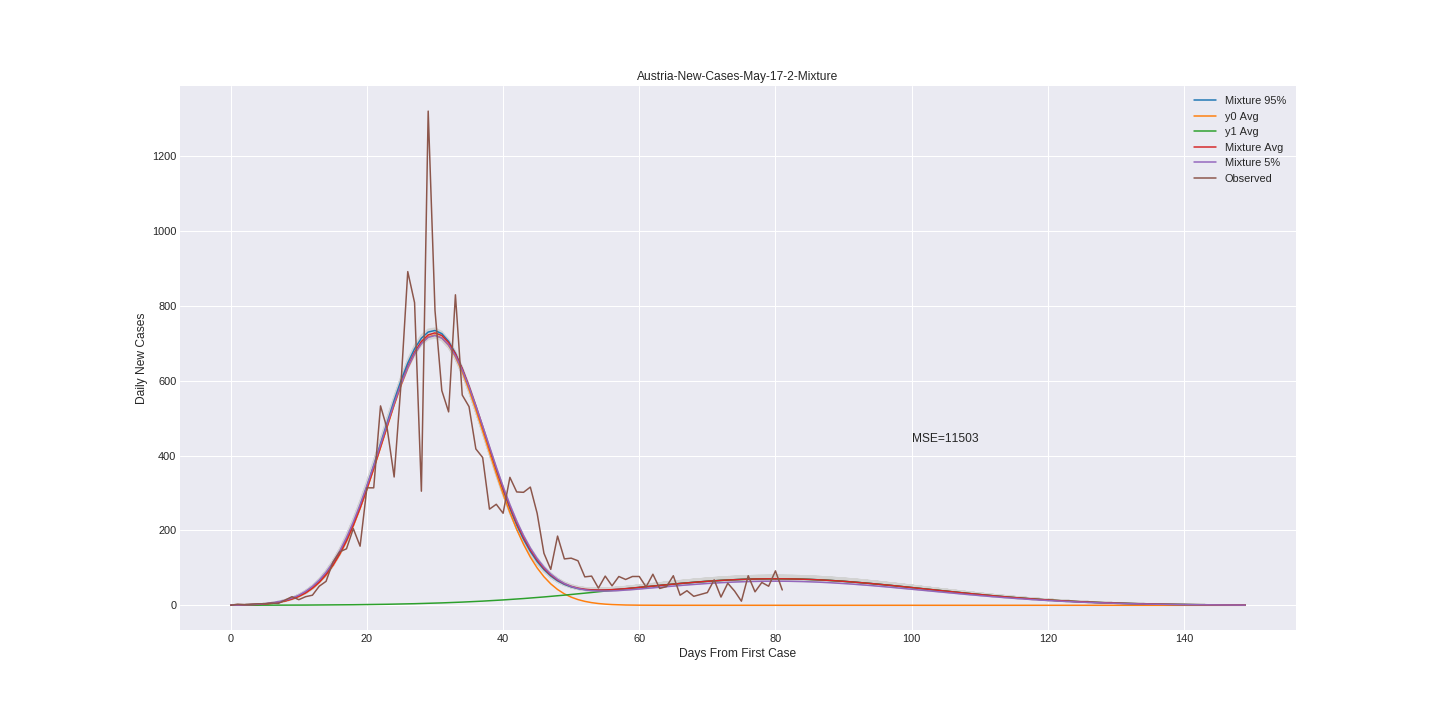 Austria-New-Cases-May-17-2-Mixture
Mixture 95%
y0 Avg
y1 Avg
Mixture Avg
Mixture 5%
Observed
Daily New Cases
1200
1000
800
600
400
200
0
MSE=11503
0 20 40 60 80 100 120 140
Days From First Case